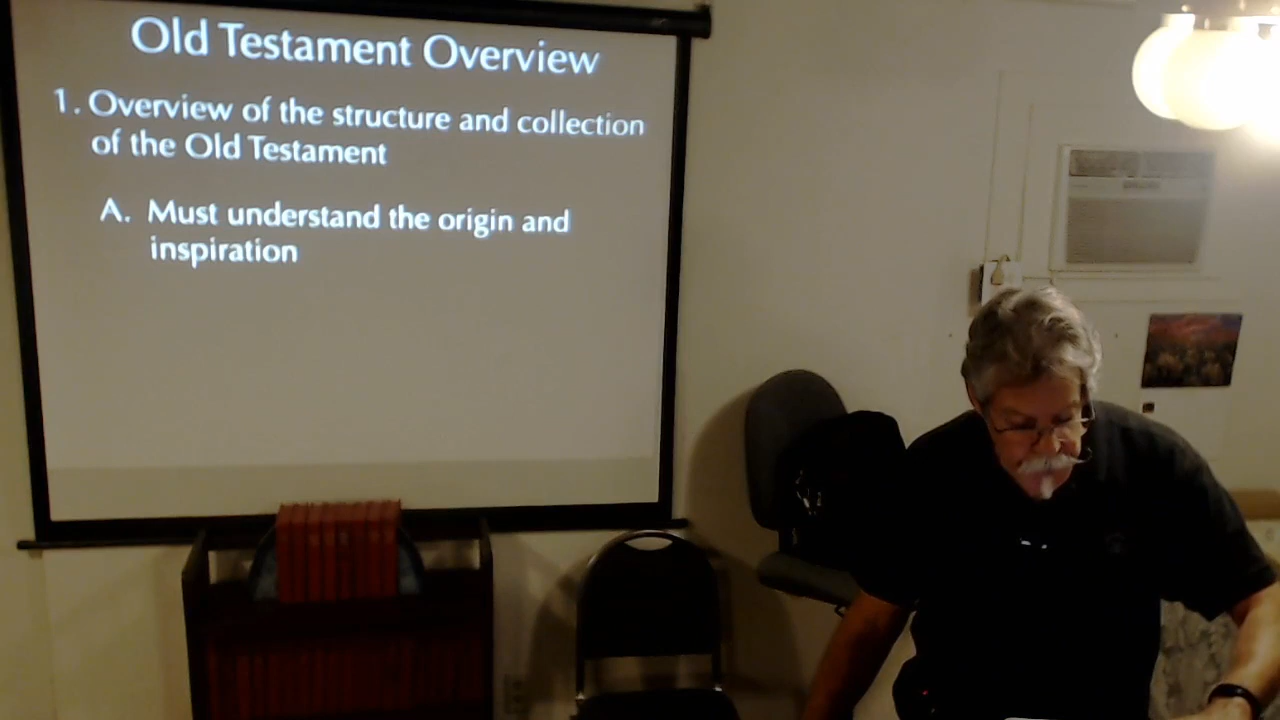 Old Testament Overview
1. Overview of the structure and collection
of the Old Testament
A. Must understand the origin and
inspiration